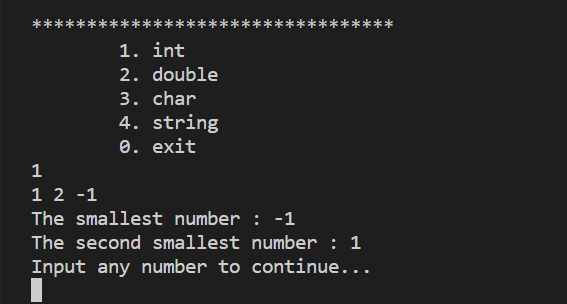 *********************************
1. int
2. double
3. char
4. string
0. exit
1
1 2 -1
The smallest number : -1
The second smallest number : 1
Input any number to continue...